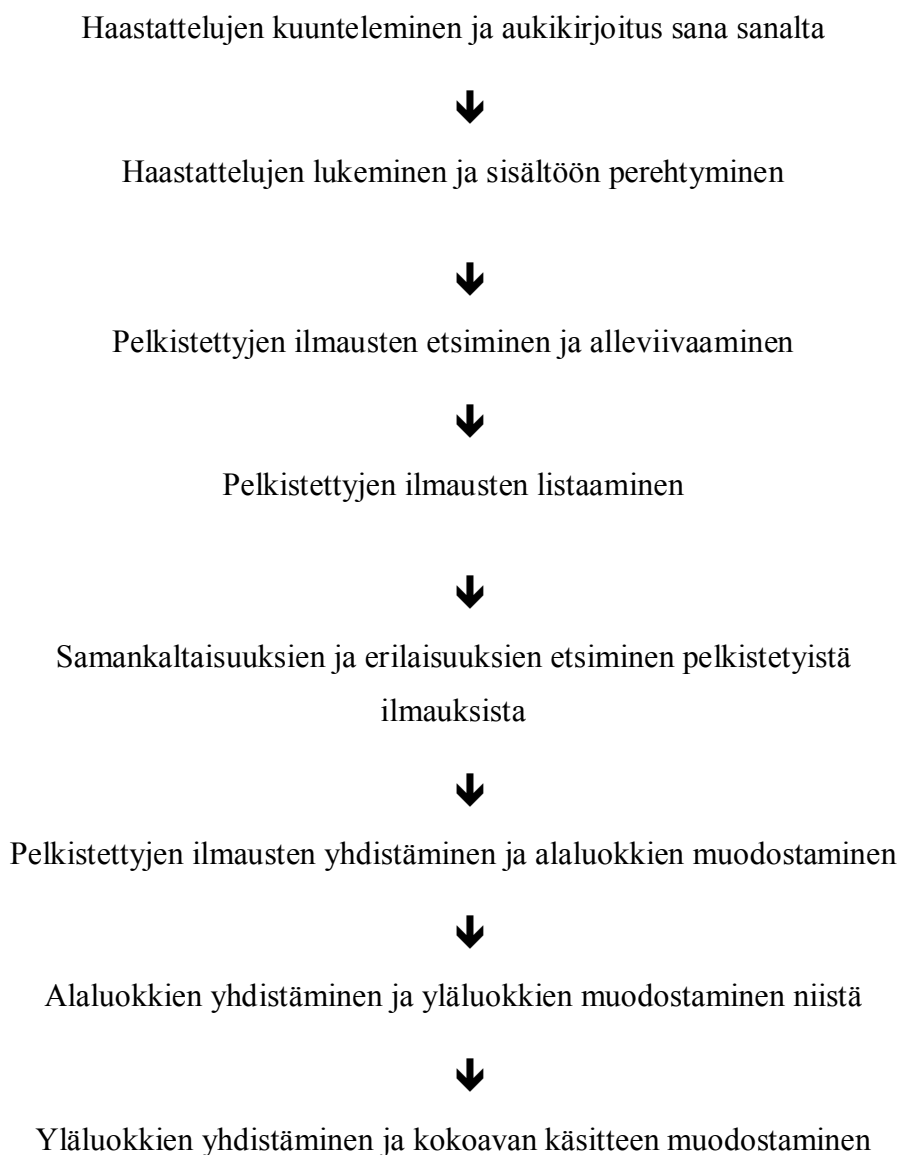 Haastattelujen kuunteleminen ja aukikirjoitus sana sanalta
Haastattelujen lukeminen ja sisältöön perehtyminen
Pelkistettyjen ilmausten etsiminen ja alleviivaaminen
Pelkistettyjen ilmausten listaaminen
Samankaltaisuuksien ja erilaisuuksien etsiminen pelkistetyistä
ilmauksista
Pelkistettyjen ilmausten yhdistäminen ja alaluokkien muodostaminen
Alaluokkien yhdistäminen ja yläluokkien muodostaminen niistä
Yläluokkien yhdistäminen ja kokoavan käsitteen muodostaminen